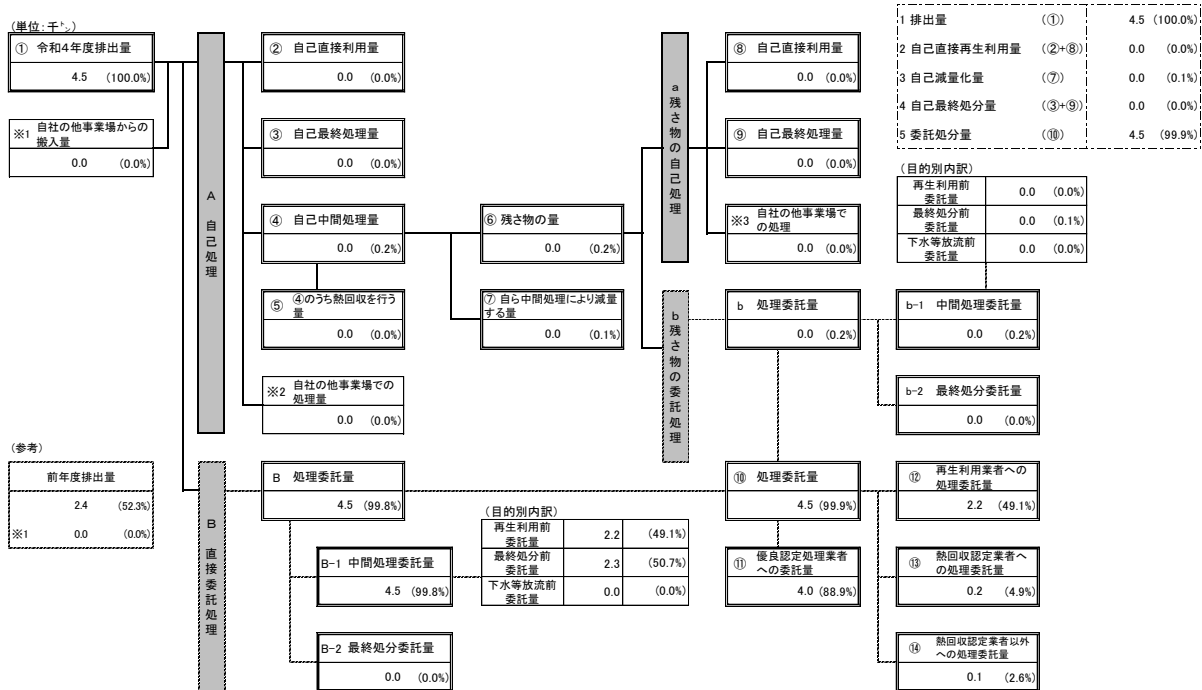 (単位:千㌧)
① 令和4年度排出量
4.5 (100.0%)
※1 自社の他事業場からの
搬入量
0.0 (0.0%)
(参考)
前年度排出量
2.4 (52.3%)
※1 0.0 (0.0%)
A 自己処理
② 自己直接利用量
0.0 (0.0%)
③ 自己最終処理量
0.0 (0.0%)
④ 自己中間処理量
0.0 (0.2%)
⑤ ④のうち熱回収を行う
量
0.0 (0.0%)
※2 自社の他事業場での
処理量
0.0 (0.0%)
⑥ 残さ物の量
0.0 (0.2%)
⑦ 自ら中間処理により減量
する量
0.0 (0.1%)
a 残さ物の自己処理
⑧ 自己直接利用量
0.0 (0.0%)
⑨ 自己最終処理量
0.0 (0.0%)
※3 自社の他事業場で
の処理
0.0 (0.0%)
b 残さ物の委託処理
b 処理委託量
0.0 (0.2%)
(目的別内訳)
再生利用前
委託量 0.0 (0.0%)
最終処分前
委託量 0.0 (0.1%)
下水等放流前
委託量 0.0 (0.0%)
b-1 中間処理委託量
0.0 (0.2%)
b-2 最終処分委託量
0.0 (0.0%)
B 直接委託処理
B 処理委託量
4.5 (99.8%)
B-1 中間処理委託量
4.5 (99.8%)
B-2 最終処分委託量
0.0 (0.0%)
(目的別内訳)
再生利用前
委託量 2.2 (49.1%)
最終処分前
委託量 2.3 (50.7%)
下水等放流前
委託量 0.0 (0.0%)
⑩ 処理委託量
4.5 (99.9%)
⑪ 優良認定処理業者
への委託量
4.0 (88.9%)
⑫ 再生利用業者への
処理委託量
2.2 (49.1%)
⑬ 熱回収認定業者へ
の処理委託量
0.2 (4.9%)
⑭ 熱回収認定業者以外
への処理委託量
0.1 (2.6%)
1 排出量 (①) 4.5 (100.0%)
2 自己直接再生利用量 (②+⑧) 0.0 (0.0%)
3 自己減量化量 (⑦) 0.0 (0.1%)
4 自己最終処分量 (③+⑨) 0.0 (0.0%)
5 委託処分量 (⑩) 4.5 (99.9%)